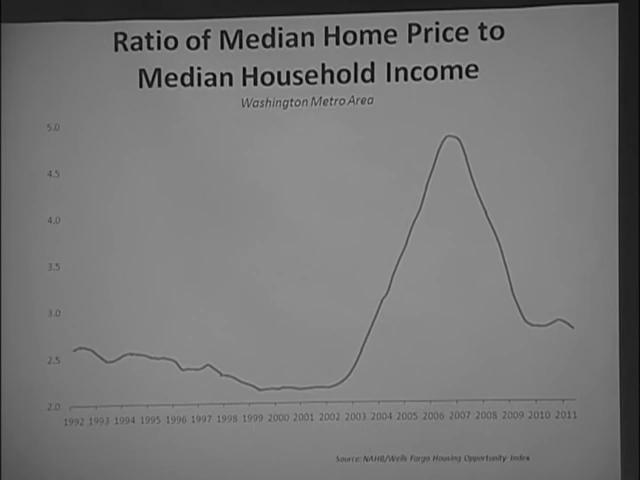 Ratio of Median Home Price to
Median Household Income
Washington Metro Area
5.0
4.5
4.0
3.5
3.0
2.5
2.0
1992 1993 1994 1995 1996 1997 1998 1999 2000 2001 2002 2003 2004 2005 2006 2007 2008 2009 2010 2011
Source: NAHB/Wells Fargo Housing Opportunity Index